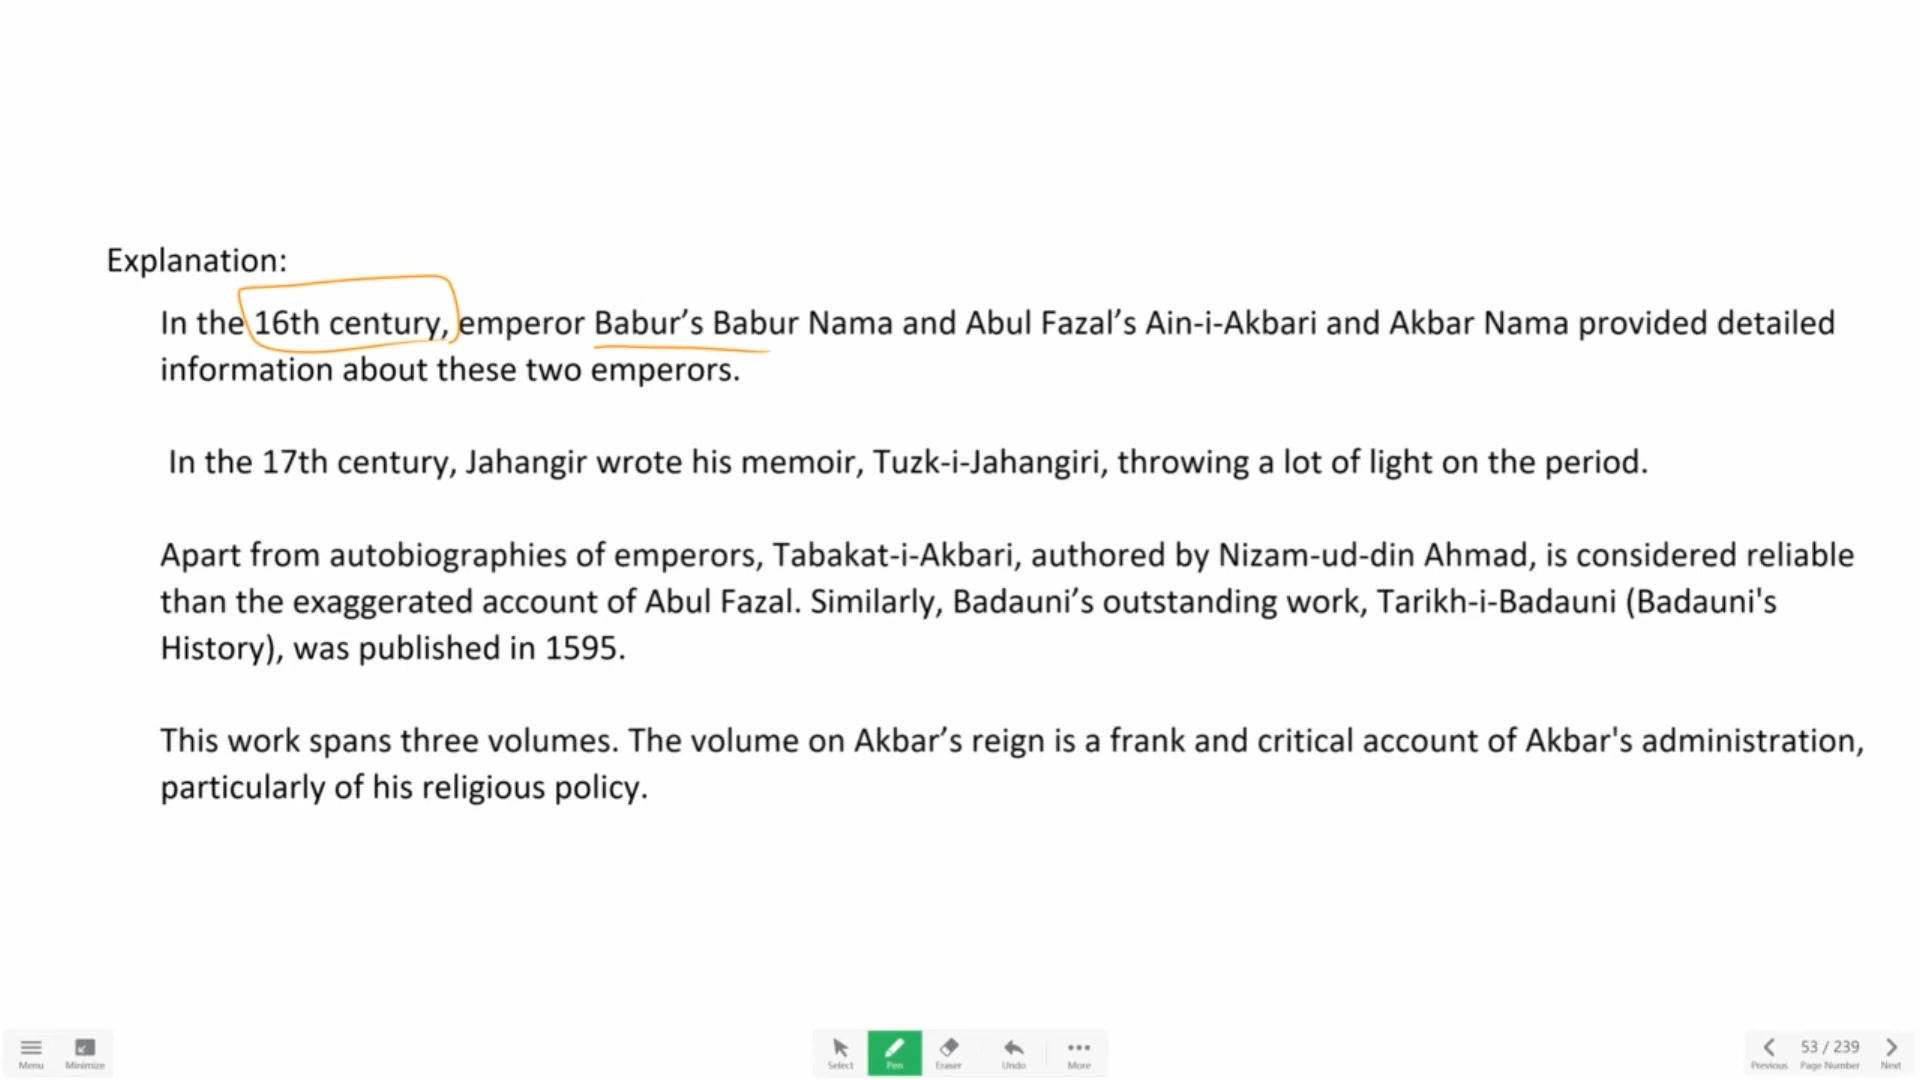 Explanation:
In the 16th century, emperor Babur’s Babur Nama and Abul Fazal’s Ain-i-Akbari and Akbar Nama provided detailed
information about these two emperors.
In the 17th century, Jahangir wrote his memoir, Tuzk-i-Jahangiri, throwing a lot of light on the period.
Apart from autobiographies of emperors, Tabakat-i-Akbari, authored by Nizam-ud-din Ahmad, is considered reliable
than the exaggerated account of Abul Fazal. Similarly, Badauni’s outstanding work, Tarikh-i-Badauni (Badauni's
History), was published in 1595.
This work spans three volumes. The volume on Akbar’s reign is a frank and critical account of Akbar's administration,
particularly of his religious policy.
Menu Minimize Select Pen Eraser Undo More
53 / 239
Previous Page Number Next